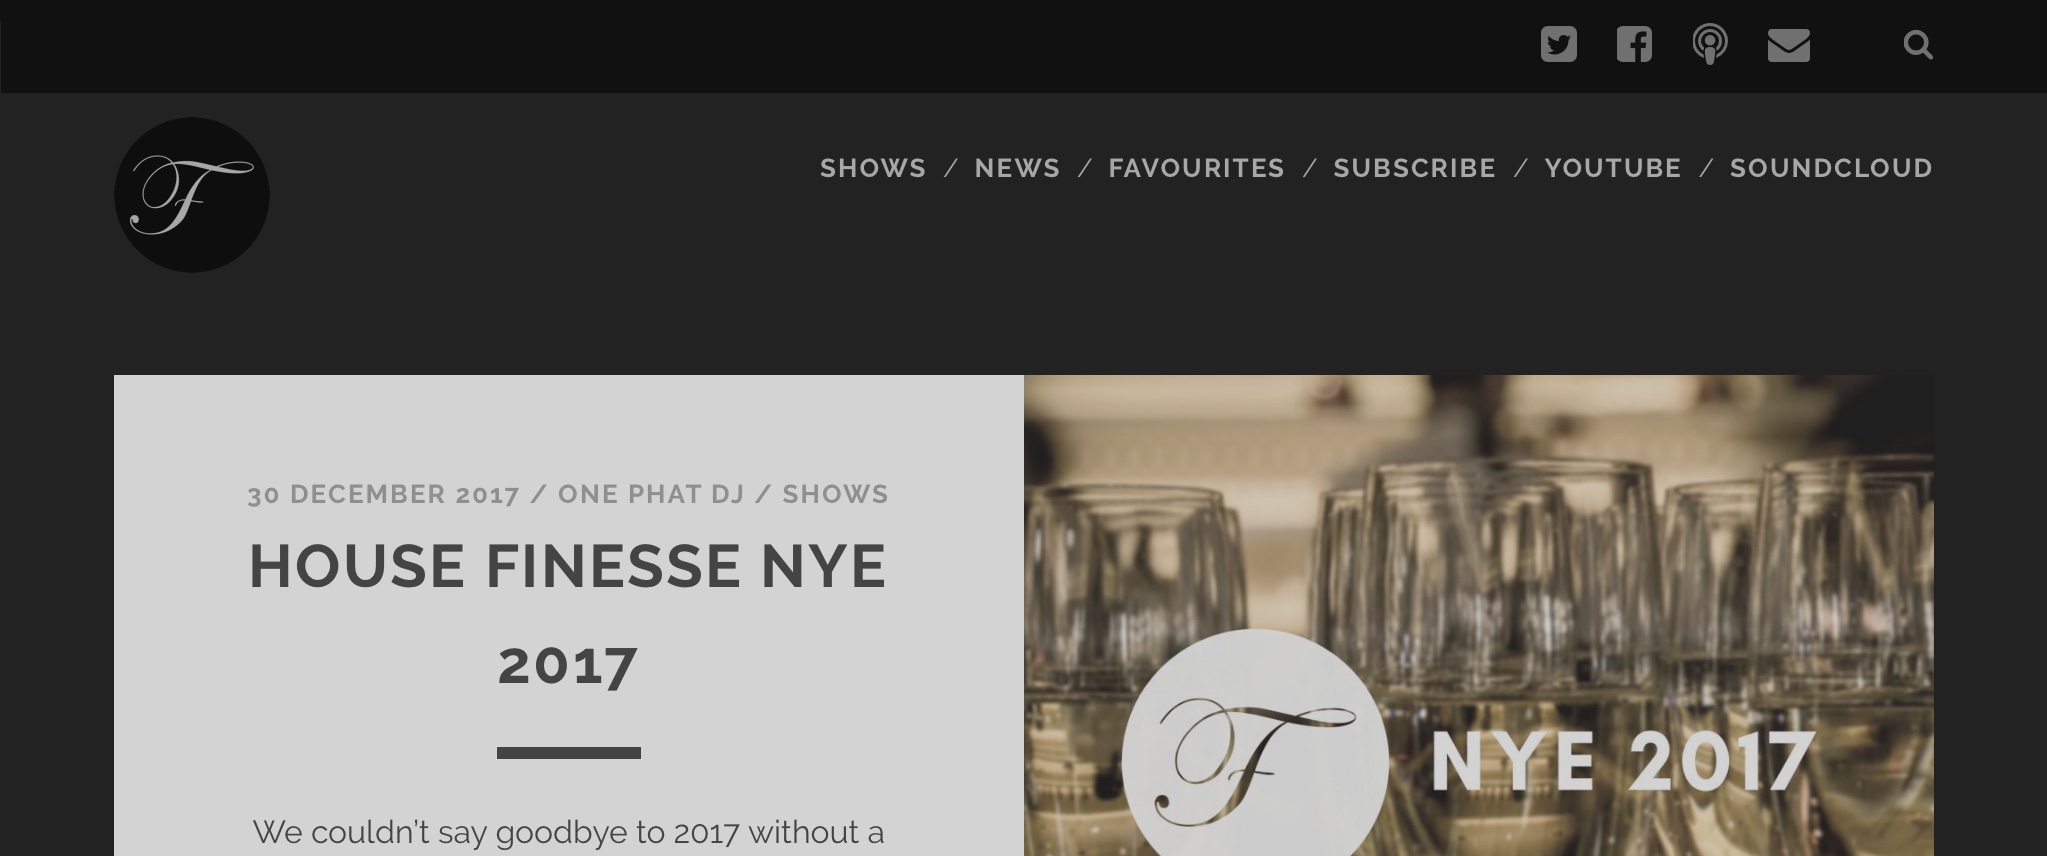 F
SHOWS / NEWS / FAVOURITES / SUBSCRIBE / YOUTUBE / SOUNDCLOUD
30 DECEMBER 2017 / ONE PHAT DJ / SHOWS
HOUSE FINESSE NYE
2017
We couldn't say goodbye to 2017 without a
F NYE 2017